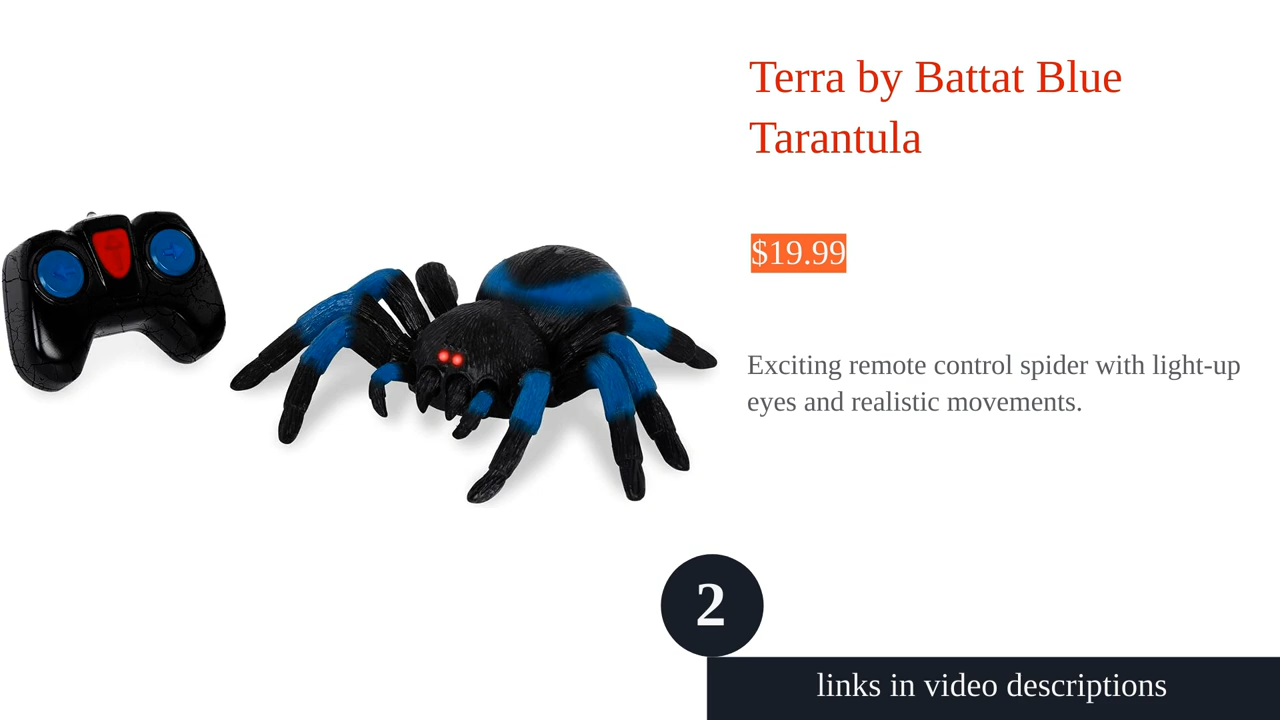 Terra by Battat Blue
Tarantula
$19.99
Exciting remote control spider with light-up
eyes and realistic movements.
2
links in video descriptions